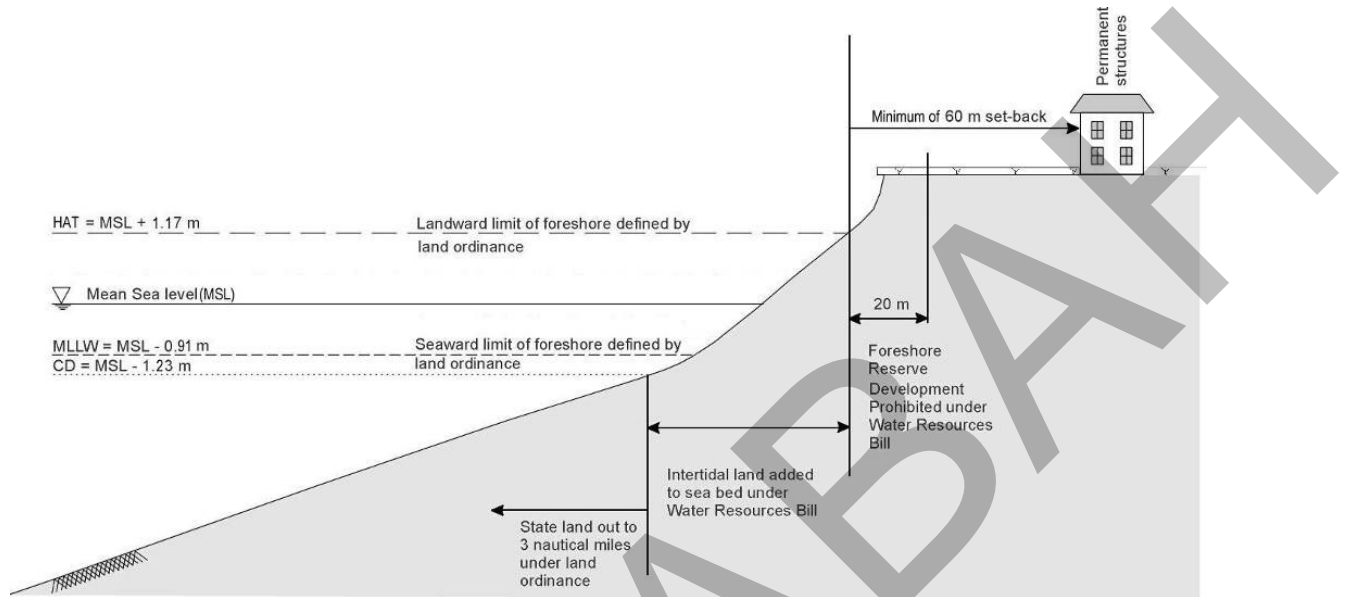 Permanent
structures
Minimum of 60 m set-back
HAT = MSL + 1.17 m
Landward limit of foreshore defined by
land ordinance
Mean Sea level(MSL)
20 m
MLLW = MSL - 0.91 m
Seaward limit of foreshore defined by
CD = MSL - 1.23 m
land ordinance
Foreshore
Reserve
Development
Prohibited under
Water Resources
Bill
Intertidal land added
to sea bed under
Water Resources Bill
State land out to
3 nautical miles
under land
ordinance
ABAH